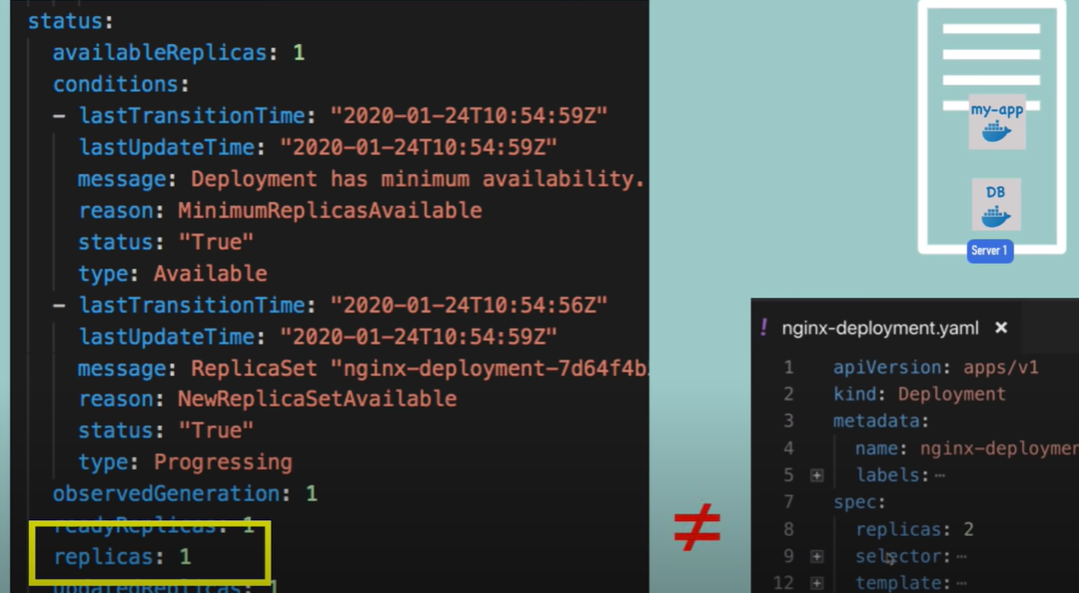 status:
availableReplicas: 1
conditions:
- lastTransitionTime: "2020-01-24T10:54:59Z"
lastUpdateTime: "2020-01-24T10:54:59Z"
message: Deployment has minimum availability.
reason: MinimumReplicasAvailable
status: "True"
type: Available
- lastTransitionTime: "2020-01-24T10:54:56Z"
lastUpdateTime: "2020-01-24T10:54:59Z"
message: ReplicaSet "nginx-deployment-7d64f4b
reason: NewReplicaSetAvailable
status: "True"
type: Progressing
observedGeneration: 1
readyReplicas: 1
replicas: 1
updatedReplicas: 1
≠
my-app
DB
Server 1
! nginx-deployment.yaml ×
1 apiVersion: apps/v1
2 kind: Deployment
3 metadata:
4 name: nginx-deploymen
5 labels:⋯
7 spec:
8 replicas: 2
9 selector:⋯
12 template:⋯